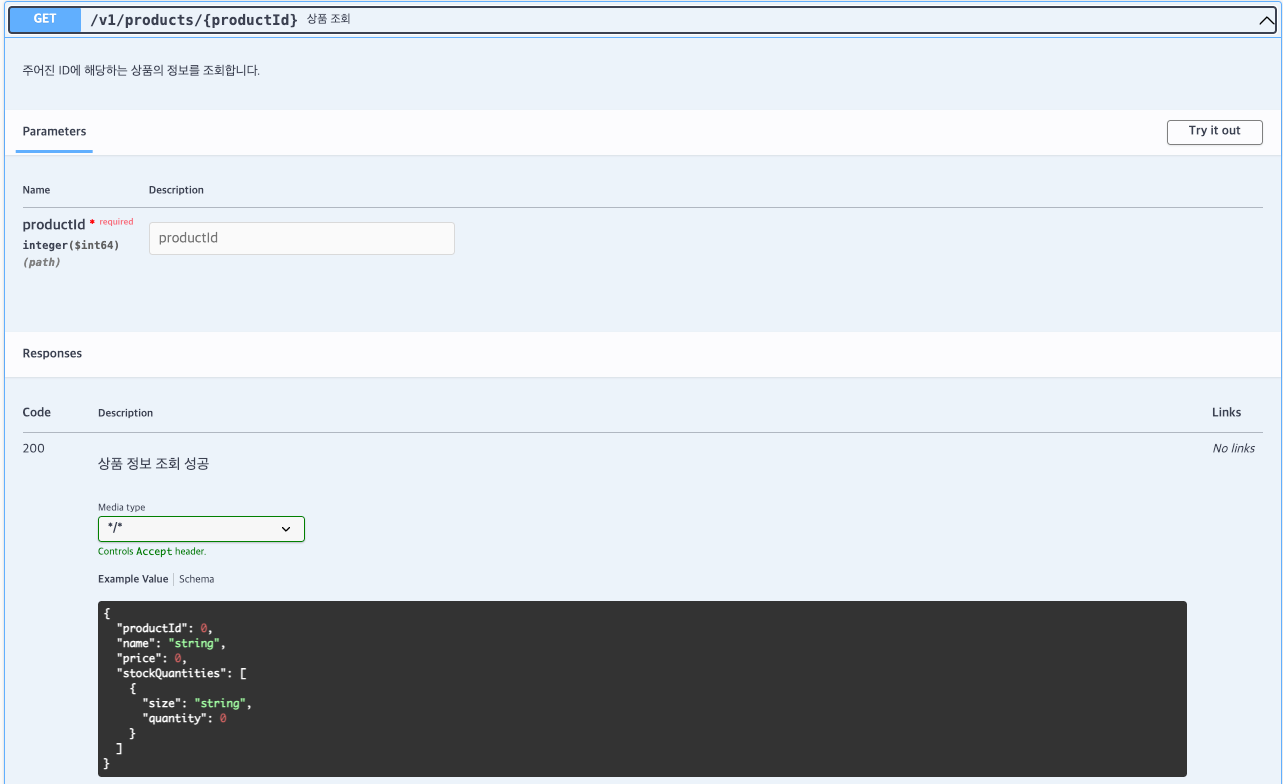 GET /v1/products/{productId} 상품 조회
주어진 ID에 해당하는 상품의 정보를 조회합니다.
Parameters Try it out
Name Description
productId * required
integer($int64)
(path)
productId
Responses
Code Description Links
200 No links
상품 정보 조회 성공
Media type
*/*
Controls Accept header.
Example Value Schema
{
  "productId": 0,
  "name": "string",
  "price": 0,
  "stockQuantities": [
    {
      "size": "string",
      "quantity": 0
    }
  ]
}